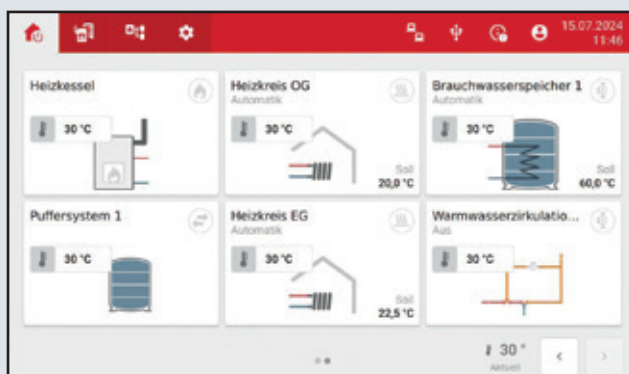 15.07.2024
11:46
Heizkessel
30 °C
Heizkreis OG
Automatik
30 °C
Soll
20,0 °C
Brauchwasserspeicher 1
Automatik
30 °C
Soll
60,0 °C
Puffersystem 1
30 °C
Heizkreis EG
Automatik
30 °C
Soll
22,5 °C
Warmwasserzirkulatio...
Aus
30 °C
30 °
Aktuell